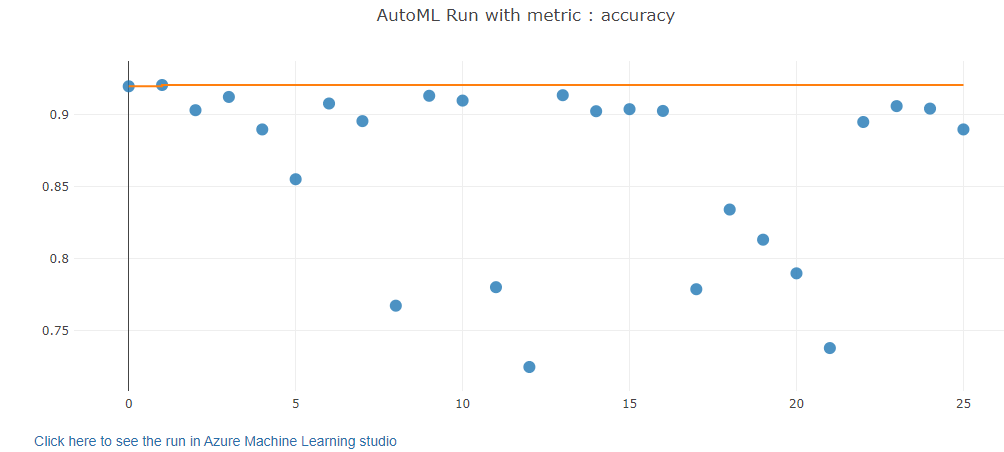 AutoML Run with metric : accuracy
0.9
0.85
0.8
0.75
0 5 10 15 20 25
Click here to see the run in Azure Machine Learning studio